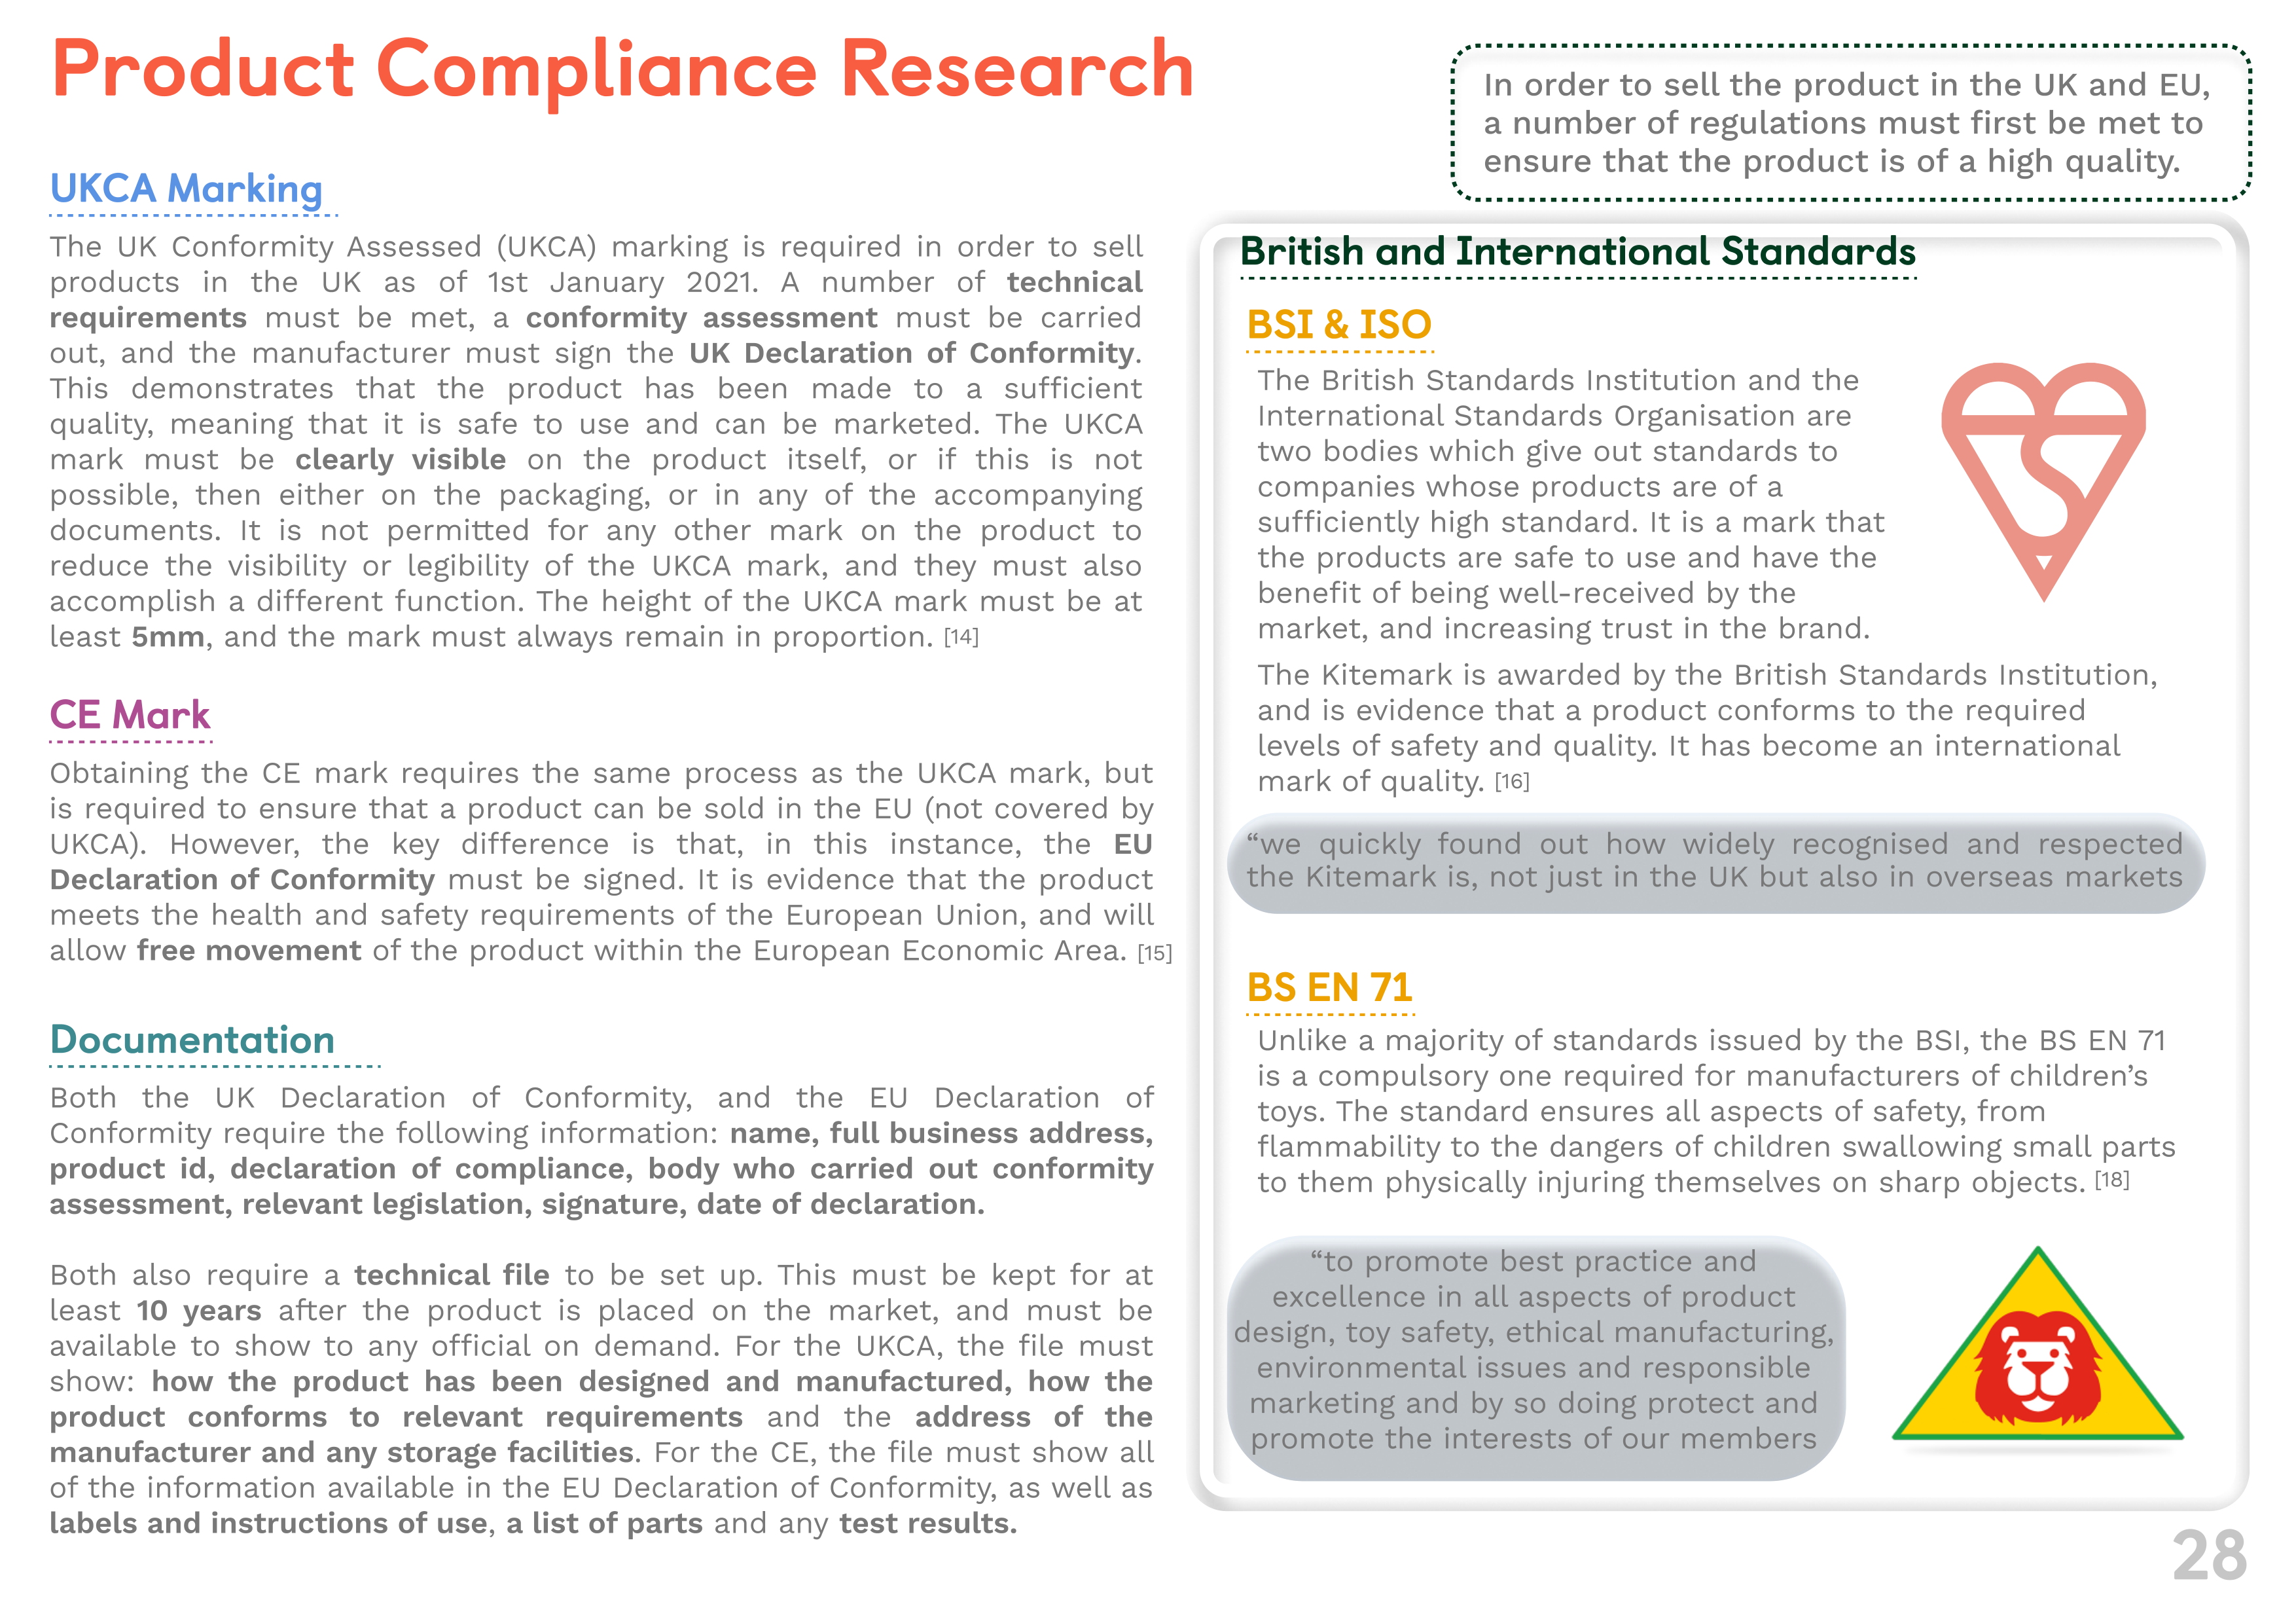 Product Compliance Research
In order to sell the product in the UK and EU,
a number of regulations must first be met to
ensure that the product is of a high quality.
UKCA Marking
The UK Conformity Assessed (UKCA) marking is required in order to sell
products in the UK as of 1st January 2021. A number of technical
requirements must be met, a conformity assessment must be carried
out, and the manufacturer must sign the UK Declaration of Conformity.
This demonstrates that the product has been made to a sufficient
quality, meaning that it is safe to use and can be marketed. The UKCA
mark must be clearly visible on the product itself, or if this is not
possible, then either on the packaging, or in any of the accompanying
documents. It is not permitted for any other mark on the product to
reduce the visibility or legibility of the UKCA mark, and they must also
accomplish a different function. The height of the UKCA mark must be at
least 5mm, and the mark must always remain in proportion. [14]
CE Mark
Obtaining the CE mark requires the same process as the UKCA mark, but
is required to ensure that a product can be sold in the EU (not covered by
UKCA). However, the key difference is that, in this instance, the EU
Declaration of Conformity must be signed. It is evidence that the product
meets the health and safety requirements of the European Union, and will
allow free movement of the product within the European Economic Area. [15]
Documentation
Both the UK Declaration of Conformity, and the EU Declaration of
Conformity require the following information: name, full business address,
product id, declaration of compliance, body who carried out conformity
assessment, relevant legislation, signature, date of declaration.
Both also require a technical file to be set up. This must be kept for at
least 10 years after the product is placed on the market, and must be
available to show to any official on demand. For the UKCA, the file must
show: how the product has been designed and manufactured, how the
product conforms to relevant requirements and the address of the
manufacturer and any storage facilities. For the CE, the file must show all
of the information available in the EU Declaration of Conformity, as well as
labels and instructions of use, a list of parts and any test results.
British and International Standards
BSI & ISO
The British Standards Institution and the
International Standards Organisation are
two bodies which give out standards to
companies whose products are of a
sufficiently high standard. It is a mark that
the products are safe to use and have the
benefit of being well-received by the
market, and increasing trust in the brand.
The Kitemark is awarded by the British Standards Institution,
and is evidence that a product conforms to the required
levels of safety and quality. It has become an international
mark of quality. [16]
“we quickly found out how widely recognised and respected
the Kitemark is, not just in the UK but also in overseas markets
BS EN 71
Unlike a majority of standards issued by the BSI, the BS EN 71
is a compulsory one required for manufacturers of children’s
toys. The standard ensures all aspects of safety, from
flammability to the dangers of children swallowing small parts
to them physically injuring themselves on sharp objects. [18]
“to promote best practice and
excellence in all aspects of product
design, toy safety, ethical manufacturing,
environmental issues and responsible
marketing and by so doing protect and
promote the interests of our members
28